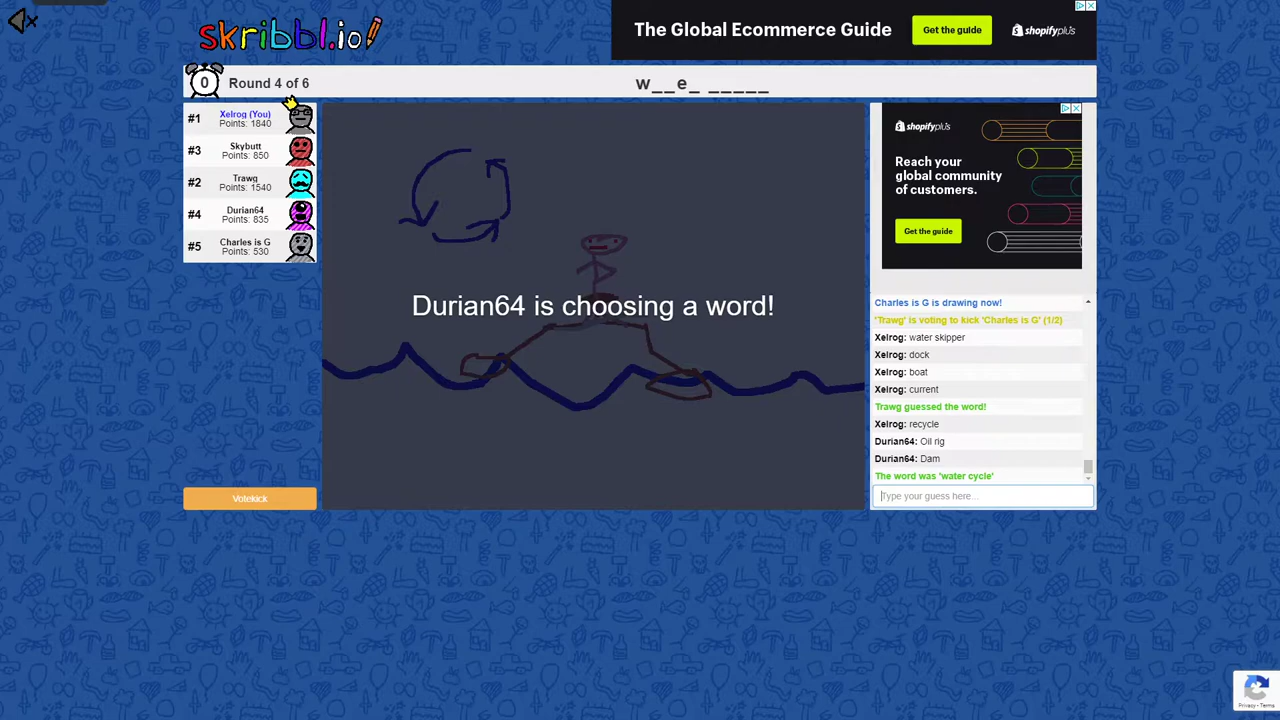 The Global Ecommerce Guide
Get the guide
shopifyplus
skribbl.io
0
Round 4 of 6
w__e_ _____
#1
Xelrog (You)
Points: 1840
#3
Skybutt
Points: 850
#2
Trawg
Points: 1540
#4
Durian64
Points: 835
#5
Charles is G
Points: 530
Votekick
Durian64 is choosing a word!
shopifyplus
Reach your
global community
of customers.
Get the guide
Charles is G is drawing now!
'Trawg' is voting to kick 'Charles is G' (1/2)
Xelrog: water skipper
Xelrog: dock
Xelrog: boat
Xelrog: current
Trawg guessed the word!
Xelrog: recycle
Durian64: Oil rig
Durian64: Dam
The word was 'water cycle'
Type your guess here...
Privacy - Terms